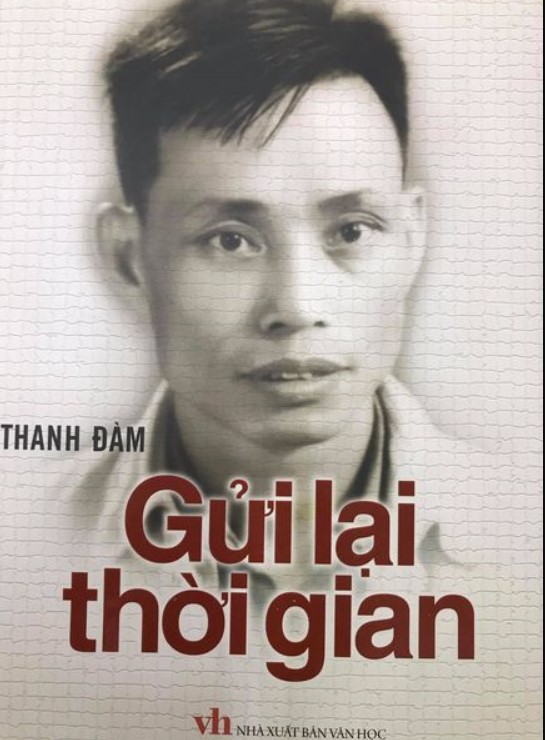 THANH ĐÀM
Gửi lại
thời gian
vh NHÀ XUẤT BẢN VĂN HỌC